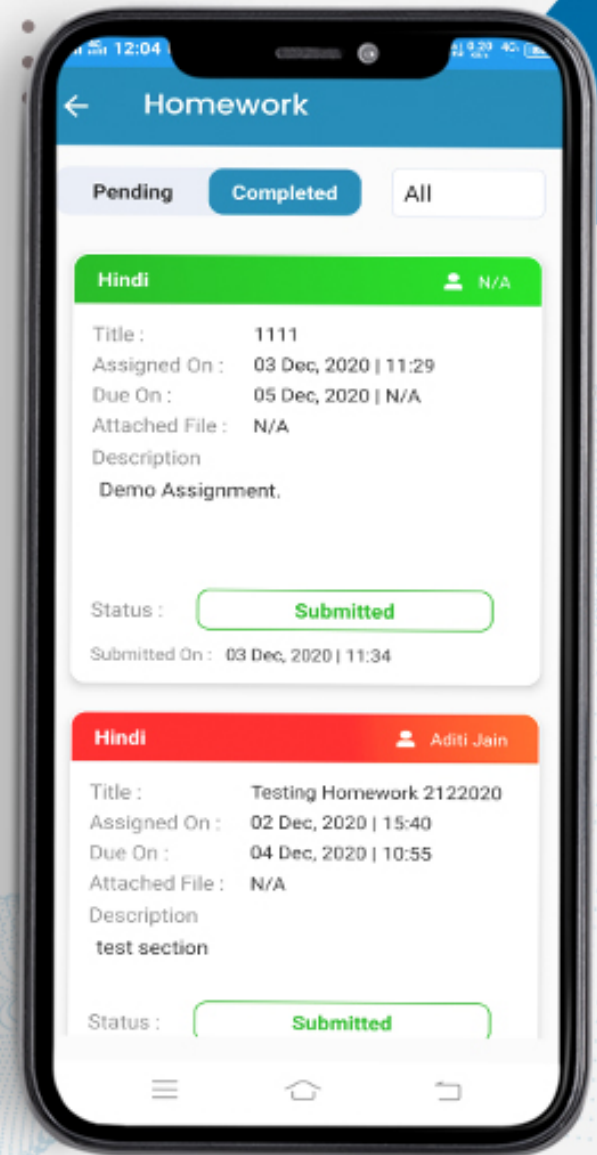 12:04
Homework
Pending Completed All
Hindi N/A
Title : 1111
Assigned On : 03 Dec, 2020 | 11:29
Due On : 05 Dec, 2020 | N/A
Attached File : N/A
Description
Demo Assignment.
Status : Submitted
Submitted On : 03 Dec, 2020 | 11:34
Hindi Aditi Jain
Title : Testing Homework 2122020
Assigned On : 02 Dec, 2020 | 15:40
Due On : 04 Dec, 2020 | 10:55
Attached File : N/A
Description
test section
Status : Submitted